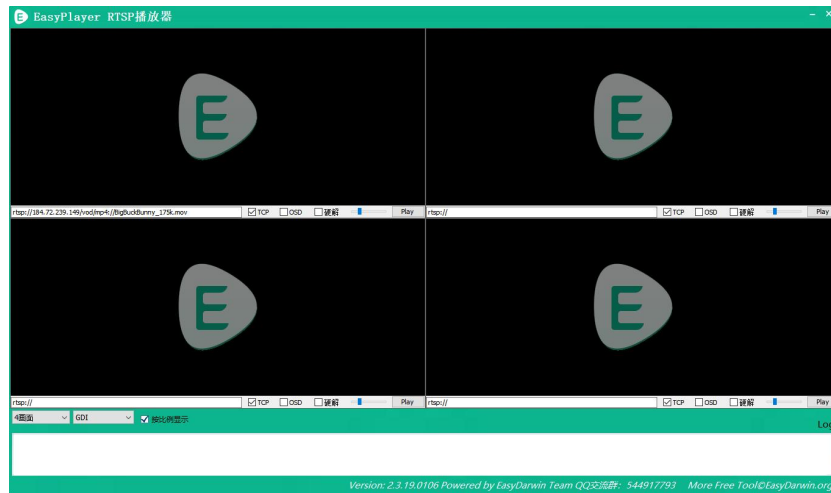 E EasyPlayer RTSP播放器
E
E
rtsp://184.72.239.149/vod/mp4://BigBuckBunny_175k.mov TCP OSD 硬解 Play
rtsp:// TCP OSD 硬解 Play
E
E
rtsp:// TCP OSD 硬解 Play
rtsp:// TCP OSD 硬解 Play
4画面 GDI 按比例显示
Log
Version: 2.3.19.0106 Powered by EasyDarwin Team QQ交流群：544917793 More Free Tool©EasyDarwin.org